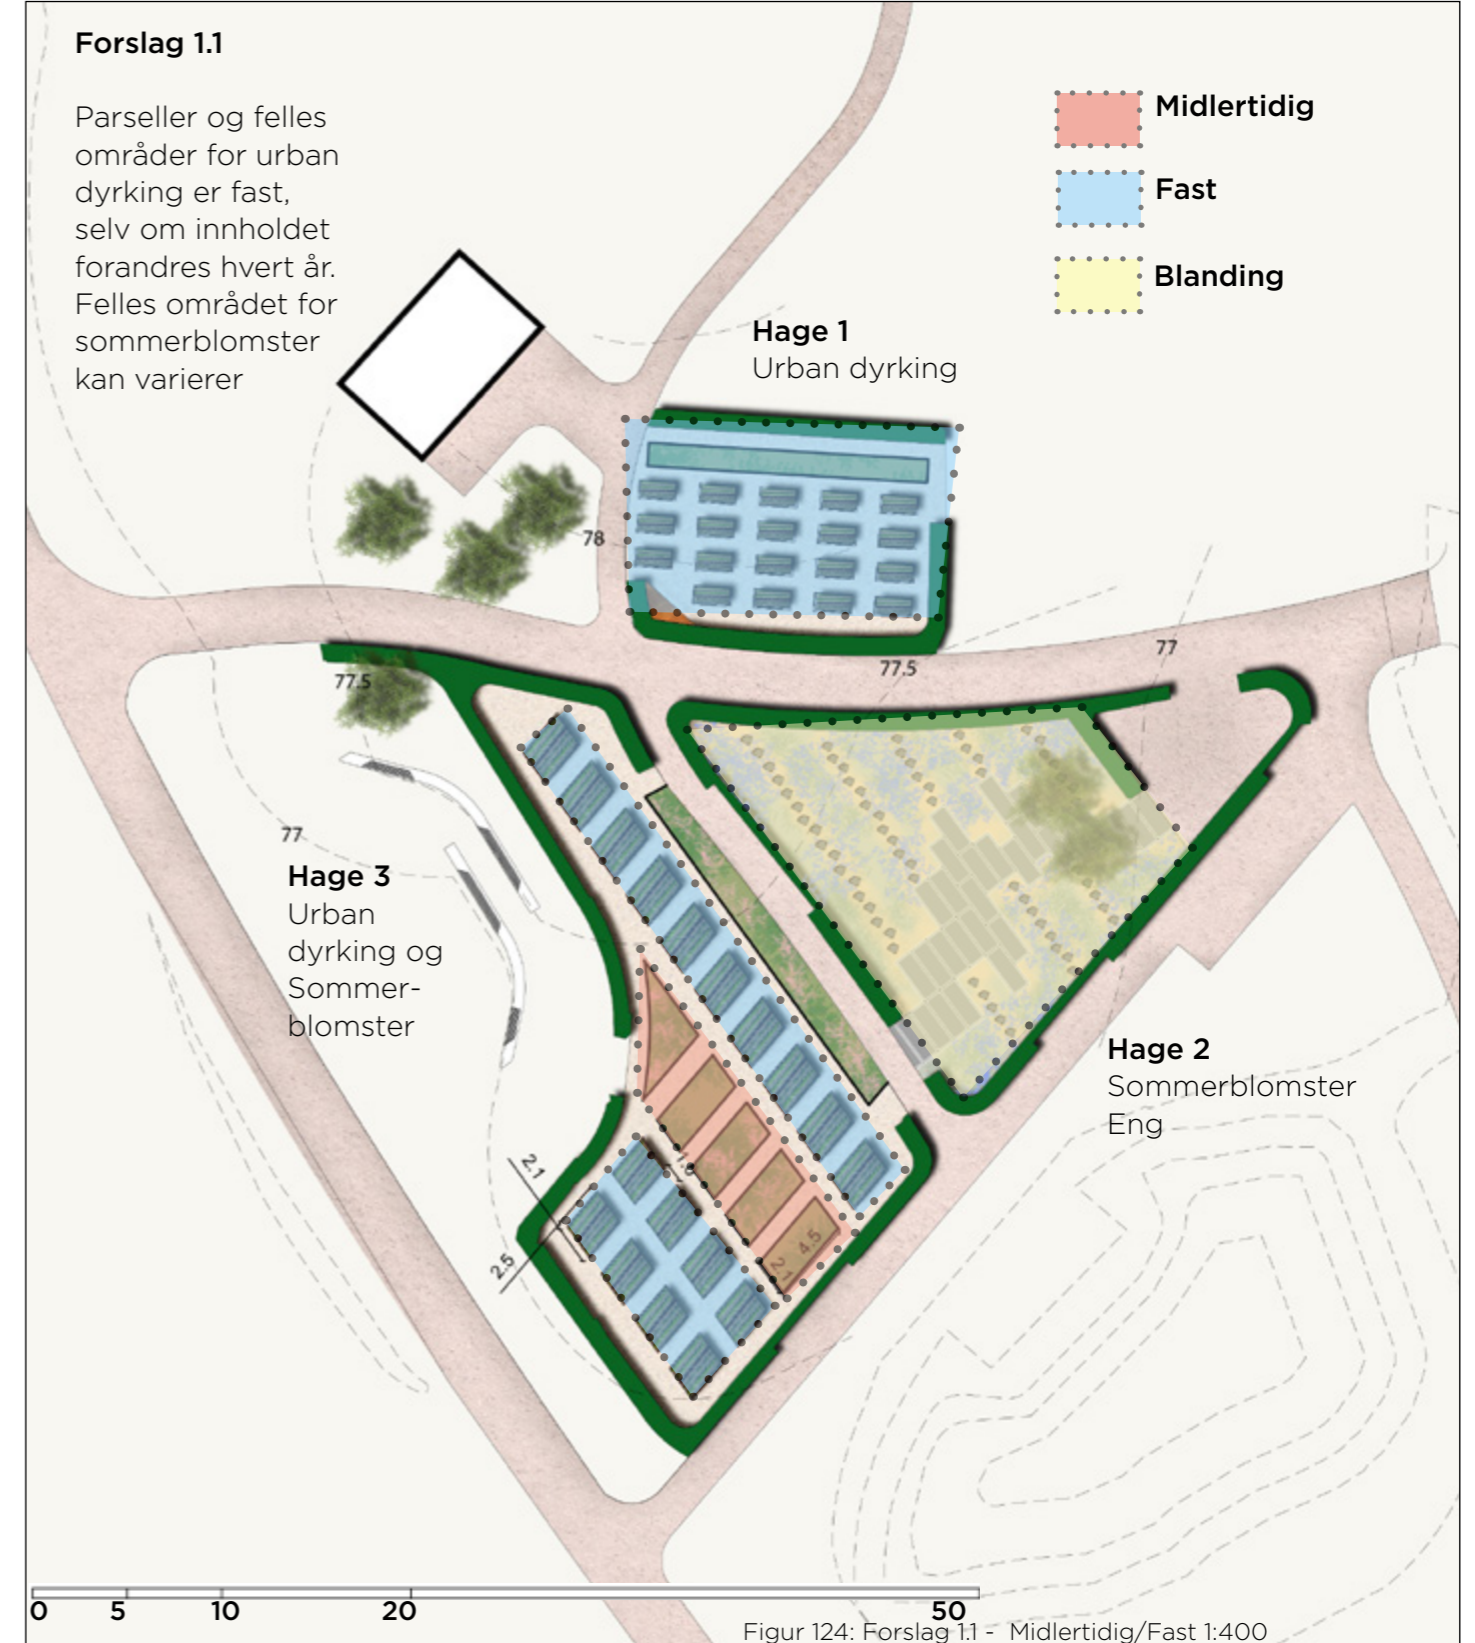 Forslag 1.1
Parseller og felles
områder for urban
dyrking er fast,
selv om innholdet
forandres hvert år.
Felles området for
sommerblomster
kan varierer
Midlertidig
Fast
Blanding
Hage 1
Urban dyrking
78
77.5
77.5
77
77
Hage 3
Urban
dyrking og
Sommer-
blomster
Hage 2
Sommerblomster
Eng
2.1
2.5
4.5
2.1
0 5 10 20 50
Figur 124: Forslag 1.1 - Midlertidig/Fast 1:400